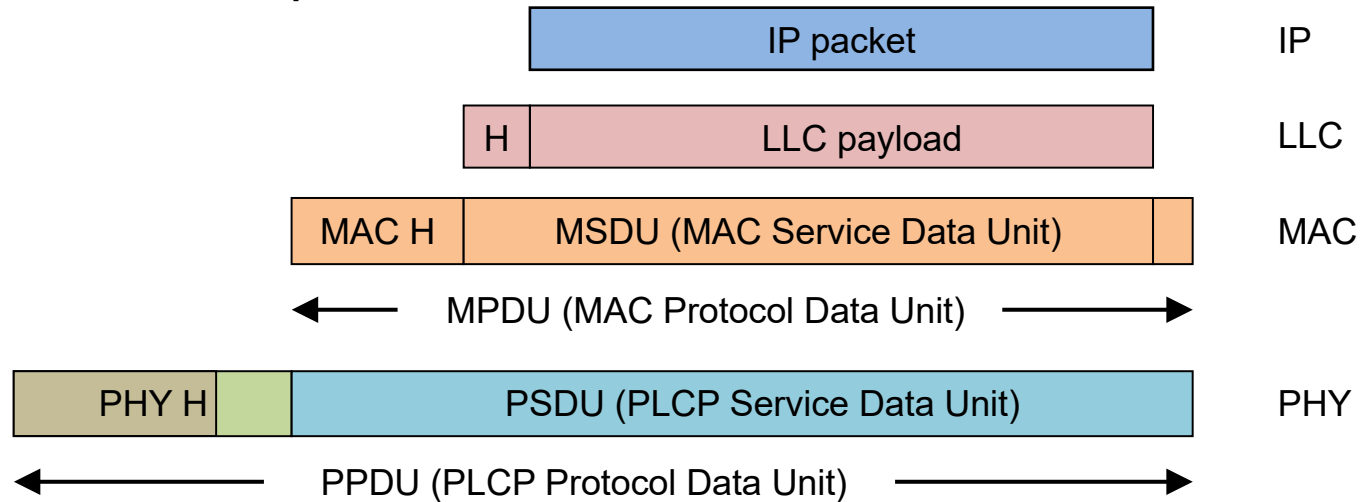 IP packet IP
H LLC payload LLC
MAC H MSDU (MAC Service Data Unit) MAC
MPDU (MAC Protocol Data Unit)
PHY H PSDU (PLCP Service Data Unit) PHY
PPDU (PLCP Protocol Data Unit)